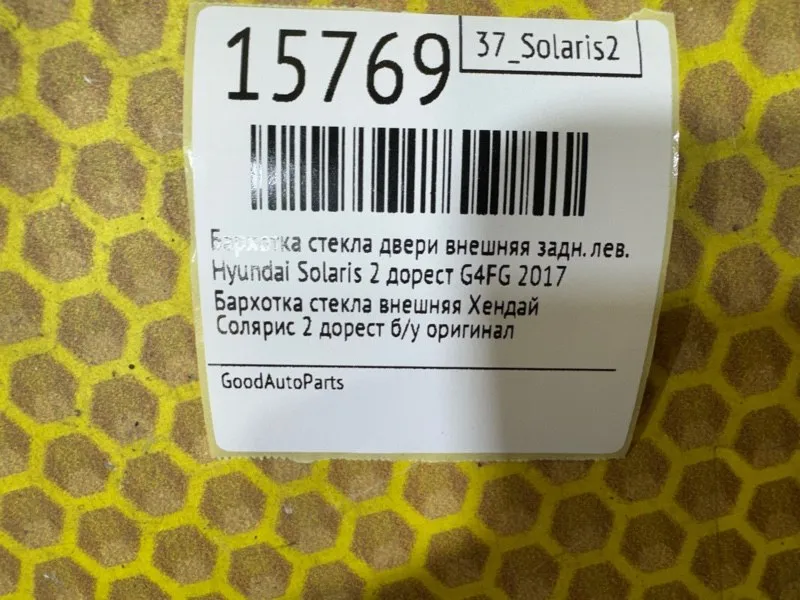 15769
37_Solaris2
Бархотка стекла двери внешняя задн. лев.
Hyundai Solaris 2 дорест G4FG 2017
Бархотка стекла внешняя Хендай
Солярис 2 дорест б/у оригинал
GoodAutoParts